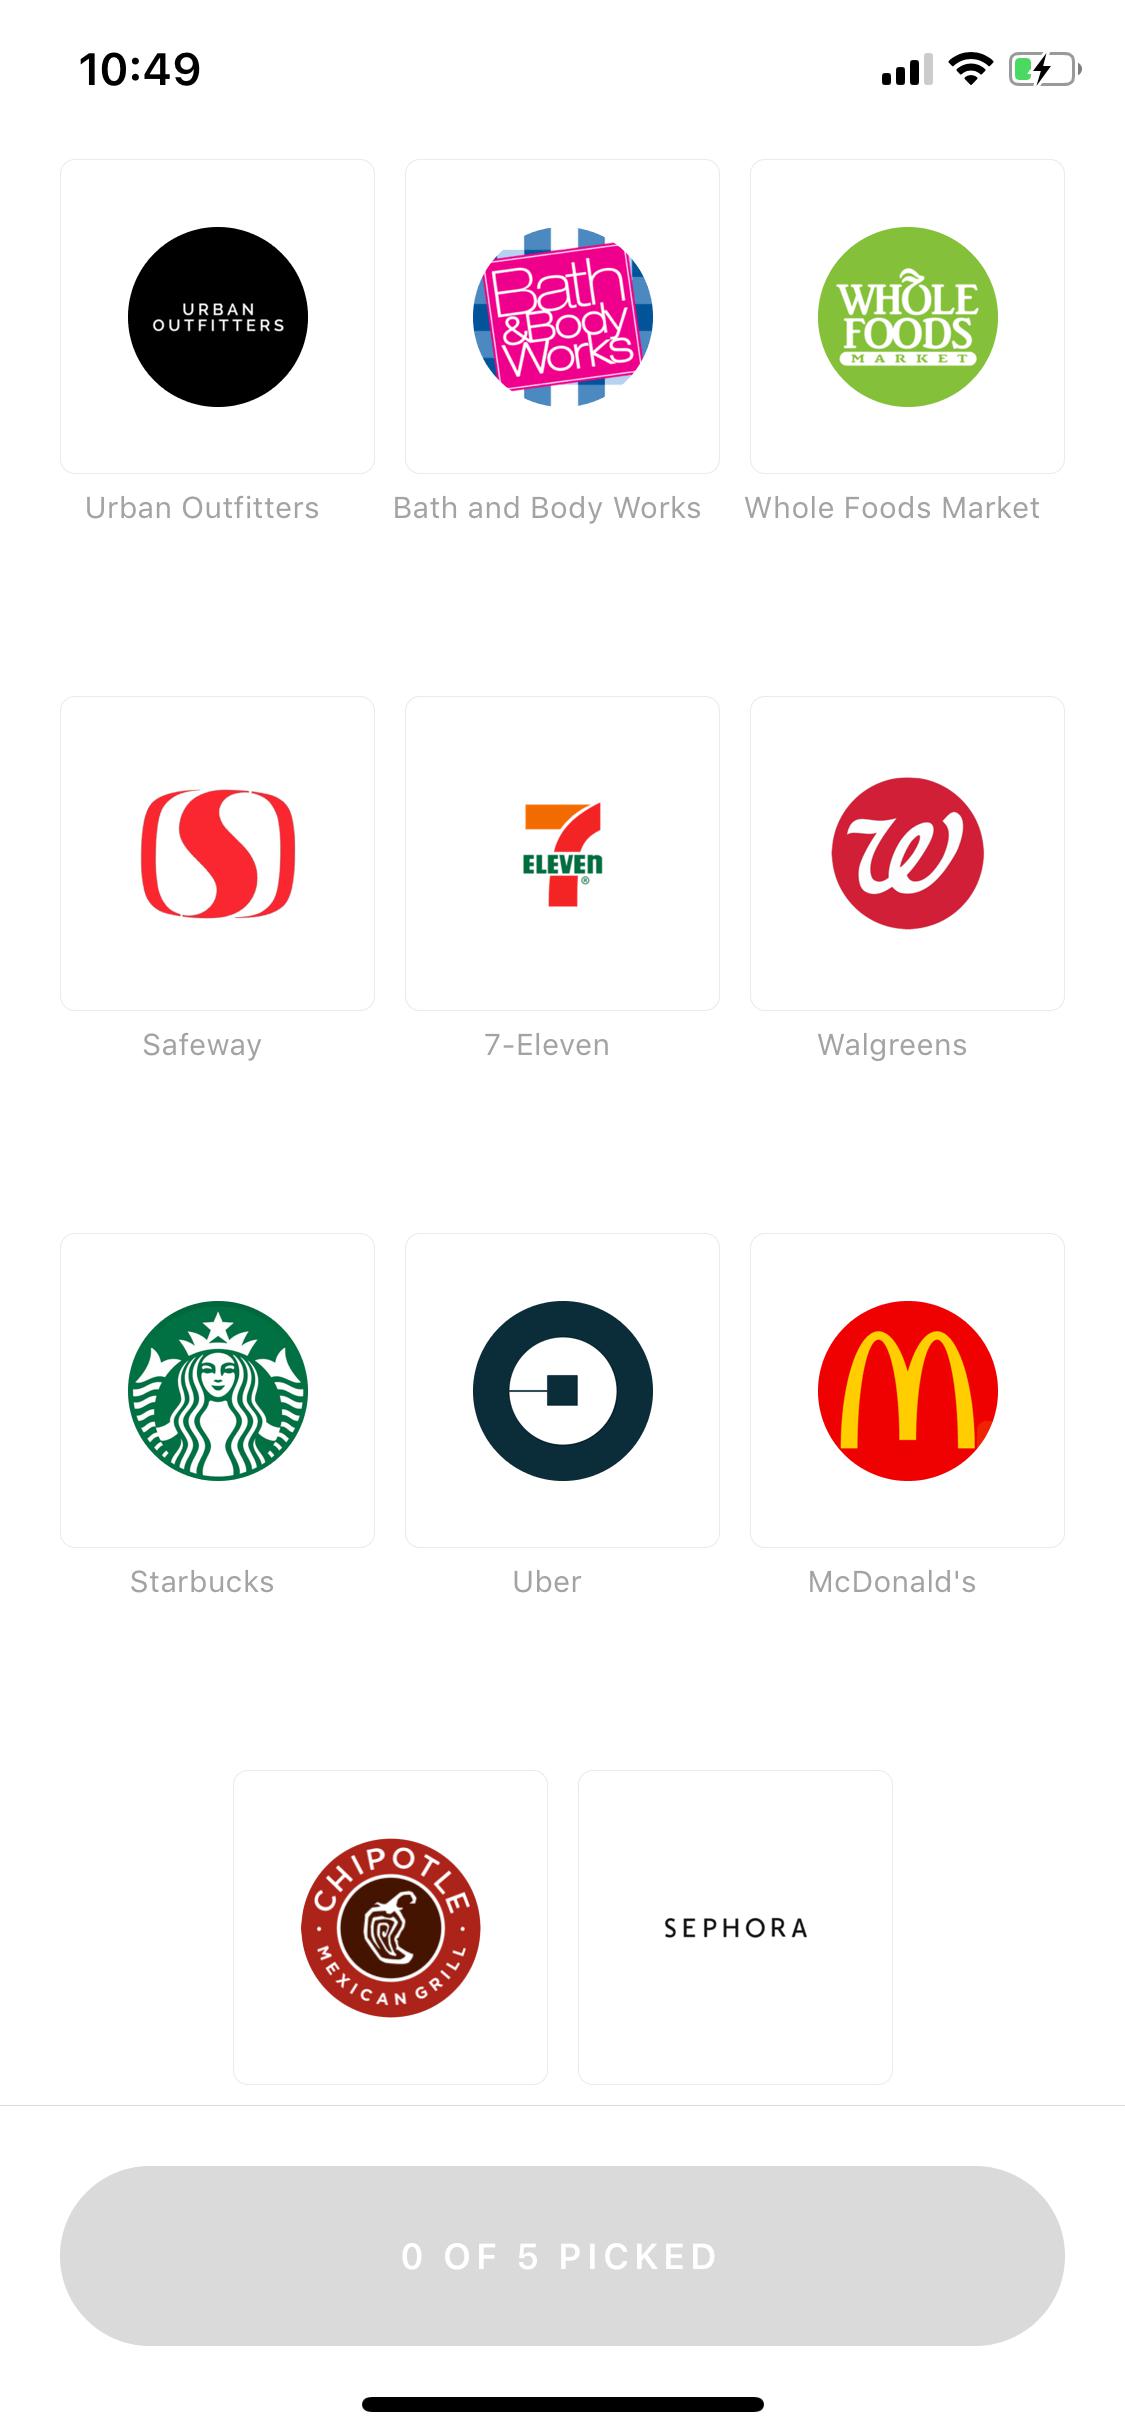 10:49
URBAN
OUTFITTERS
Bath
&Body
Works
WHOLE
FOODS
MARKET
Urban Outfitters
Bath and Body Works
Whole Foods Market
7
ELEVEn
®
W
Safeway
7-Eleven
Walgreens
Starbucks
Uber
McDonald's
CHIPOTLE
MEXICAN GRILL
SEPHORA
0 OF 5 PICKED